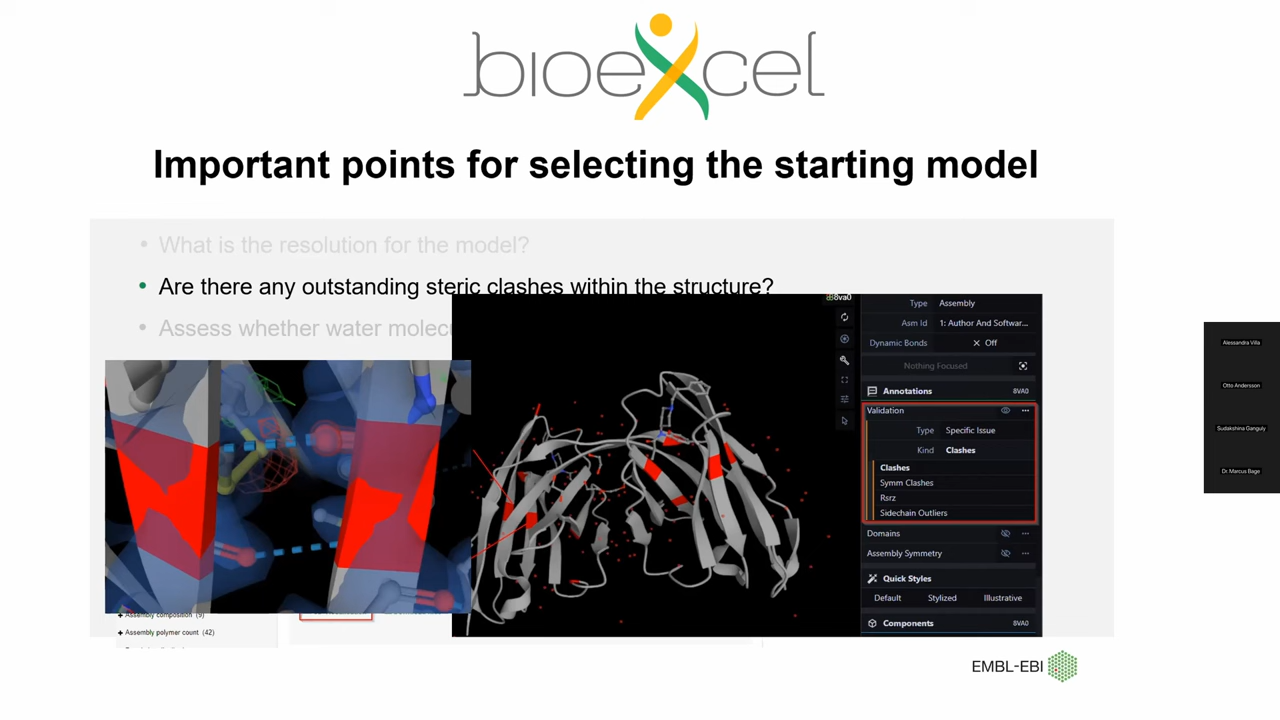 bioexcel
Important points for selecting the starting model
• What is the resolution for the model?
• Are there any outstanding steric clashes within the structure?
• Assess whether water molecu
8va0
Type Assembly
Asm Id 1: Author And Softwar...
Dynamic Bonds × Off
Nothing Focused
Annotations 8VA0
Validation
Type Specific Issue
Kind Clashes
Clashes
Symm Clashes
Rsrz
Sidechain Outliers
Domains
Assembly Symmetry
Quick Styles
Default Stylized Illustrative
Components 8VA0
+ Assembly composition (9)
+ Assembly polymer count (42)
EMBL-EBI
Alessandra Villa
Otto Andersson
Sudakshina Ganguly
Dr. Marcus Bage